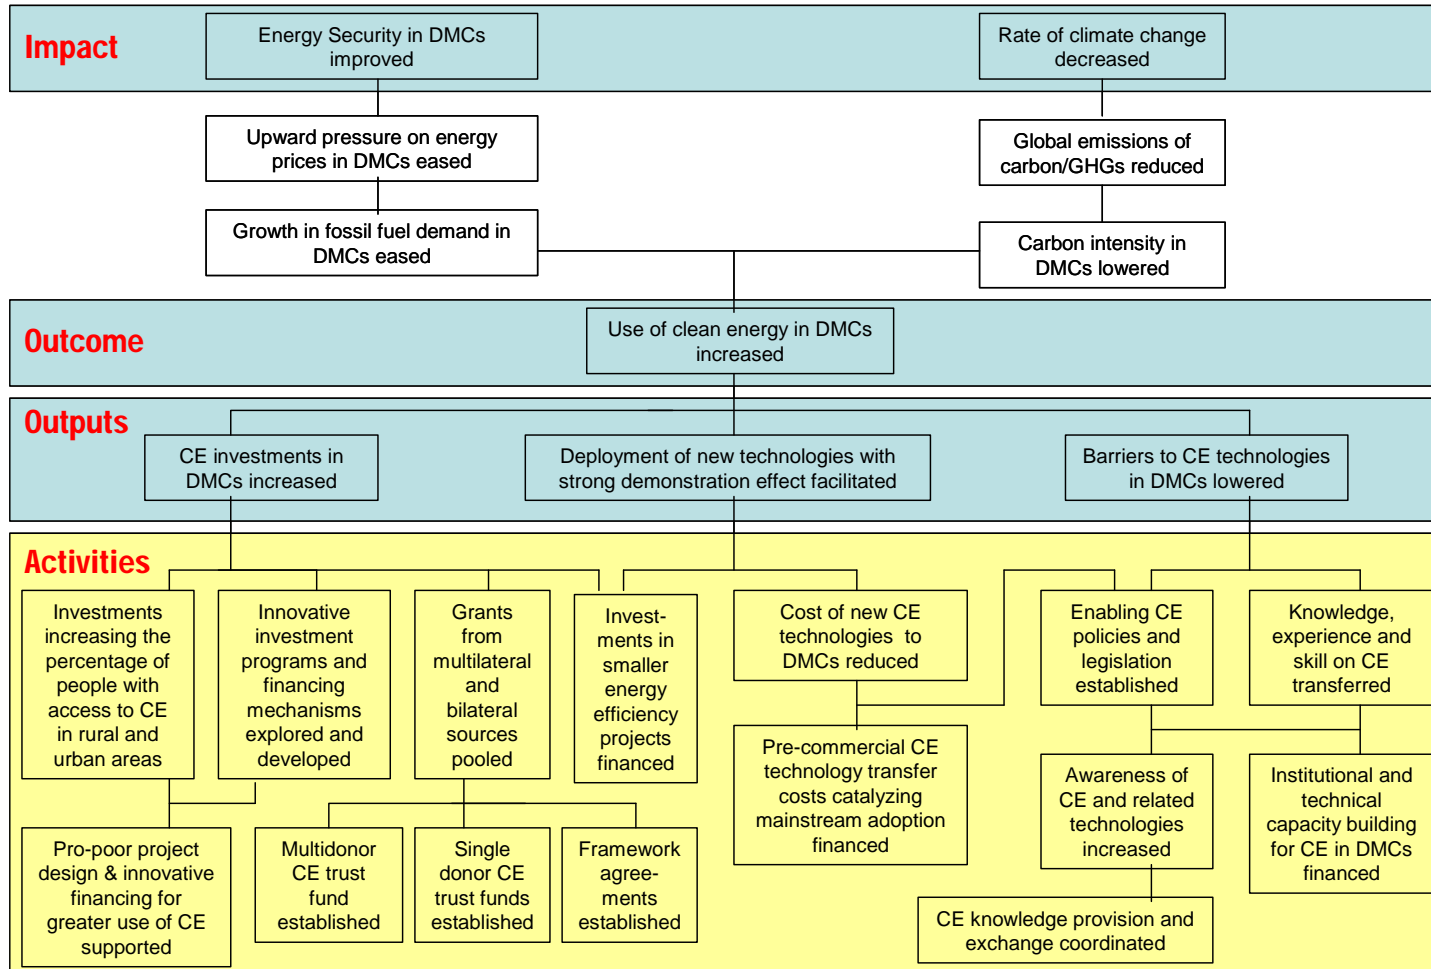 Impact
Energy Security in DMCs
improved
Rate of climate change
decreased
Upward pressure on energy
prices in DMCs eased
Global emissions of
carbon/GHGs reduced
Growth in fossil fuel demand in
DMCs eased
Carbon intensity in
DMCs lowered
Outcome
Use of clean energy in DMCs
increased
Outputs
CE investments in
DMCs increased
Deployment of new technologies with
strong demonstration effect facilitated
Barriers to CE technologies
in DMCs lowered
Activities
Investments
increasing the
percentage of
people with
access to CE
in rural and
urban areas
Innovative
investment
programs and
financing
mechanisms
explored and
developed
Grants
from
multilateral
and
bilateral
sources
pooled
Invest-
ments in
smaller
energy
efficiency
projects
financed
Cost of new CE
technologies to
DMCs reduced
Enabling CE
policies and
legislation
established
Knowledge,
experience and
skill on CE
transferred
Pre-commercial CE
technology transfer
costs catalyzing
mainstream adoption
financed
Awareness of
CE and related
technologies
increased
Institutional and
technical
capacity building
for CE in DMCs
financed
Pro-poor project
design & innovative
financing for
greater use of CE
supported
Multidonor
CE trust
fund
established
Single
donor CE
trust funds
established
Framework
agree-
ments
established
CE knowledge provision and
exchange coordinated